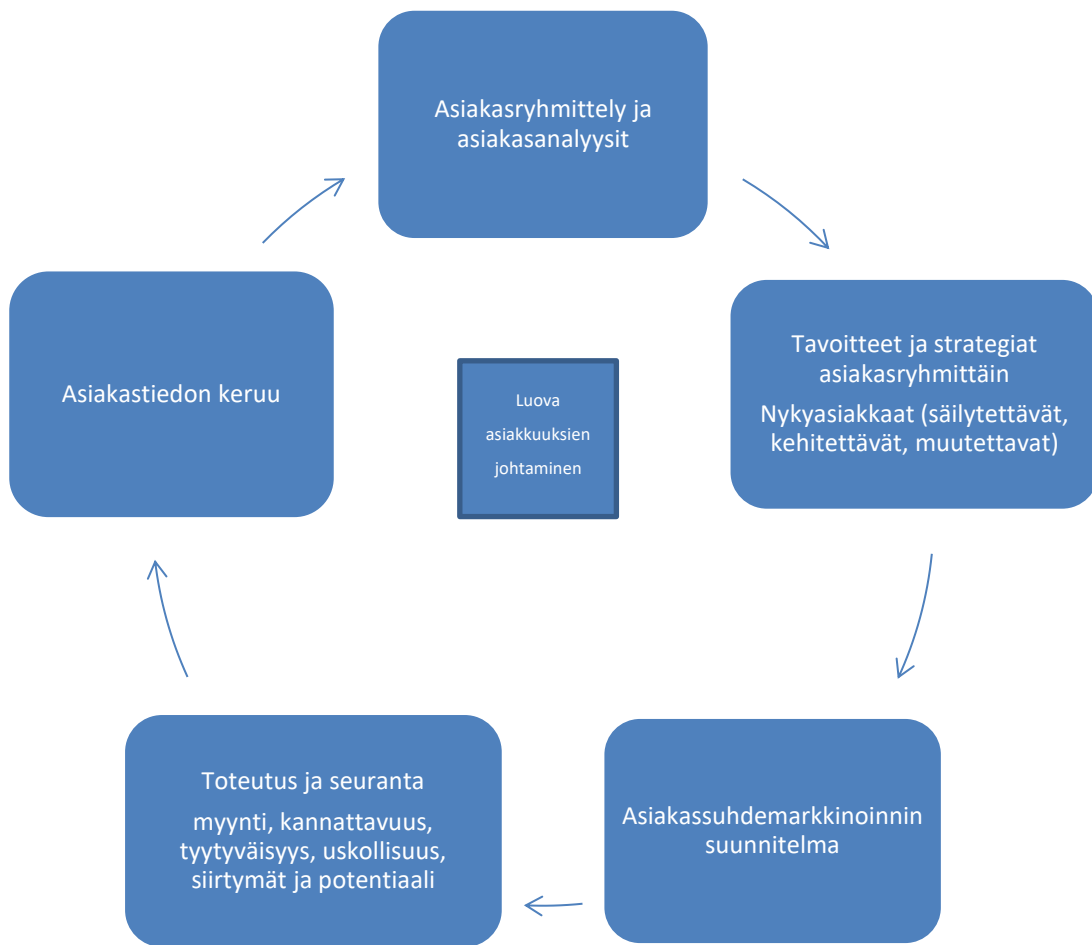 Asiakasryhmittely ja
asiakasanalyysit
Tavoitteet ja strategiat
asiakasryhmittäin
Nykyasiakkaat (säilytettävät,
kehitettävät, muutettavat)
Asiakassuhdemarkkinoinnin
suunnitelma
Toteutus ja seuranta
myynti, kannattavuus,
tyytyväisyys, uskollisuus,
siirtymät ja potentiaali
Asiakastiedon keruu
Luova
asiakkuuksien
johtaminen